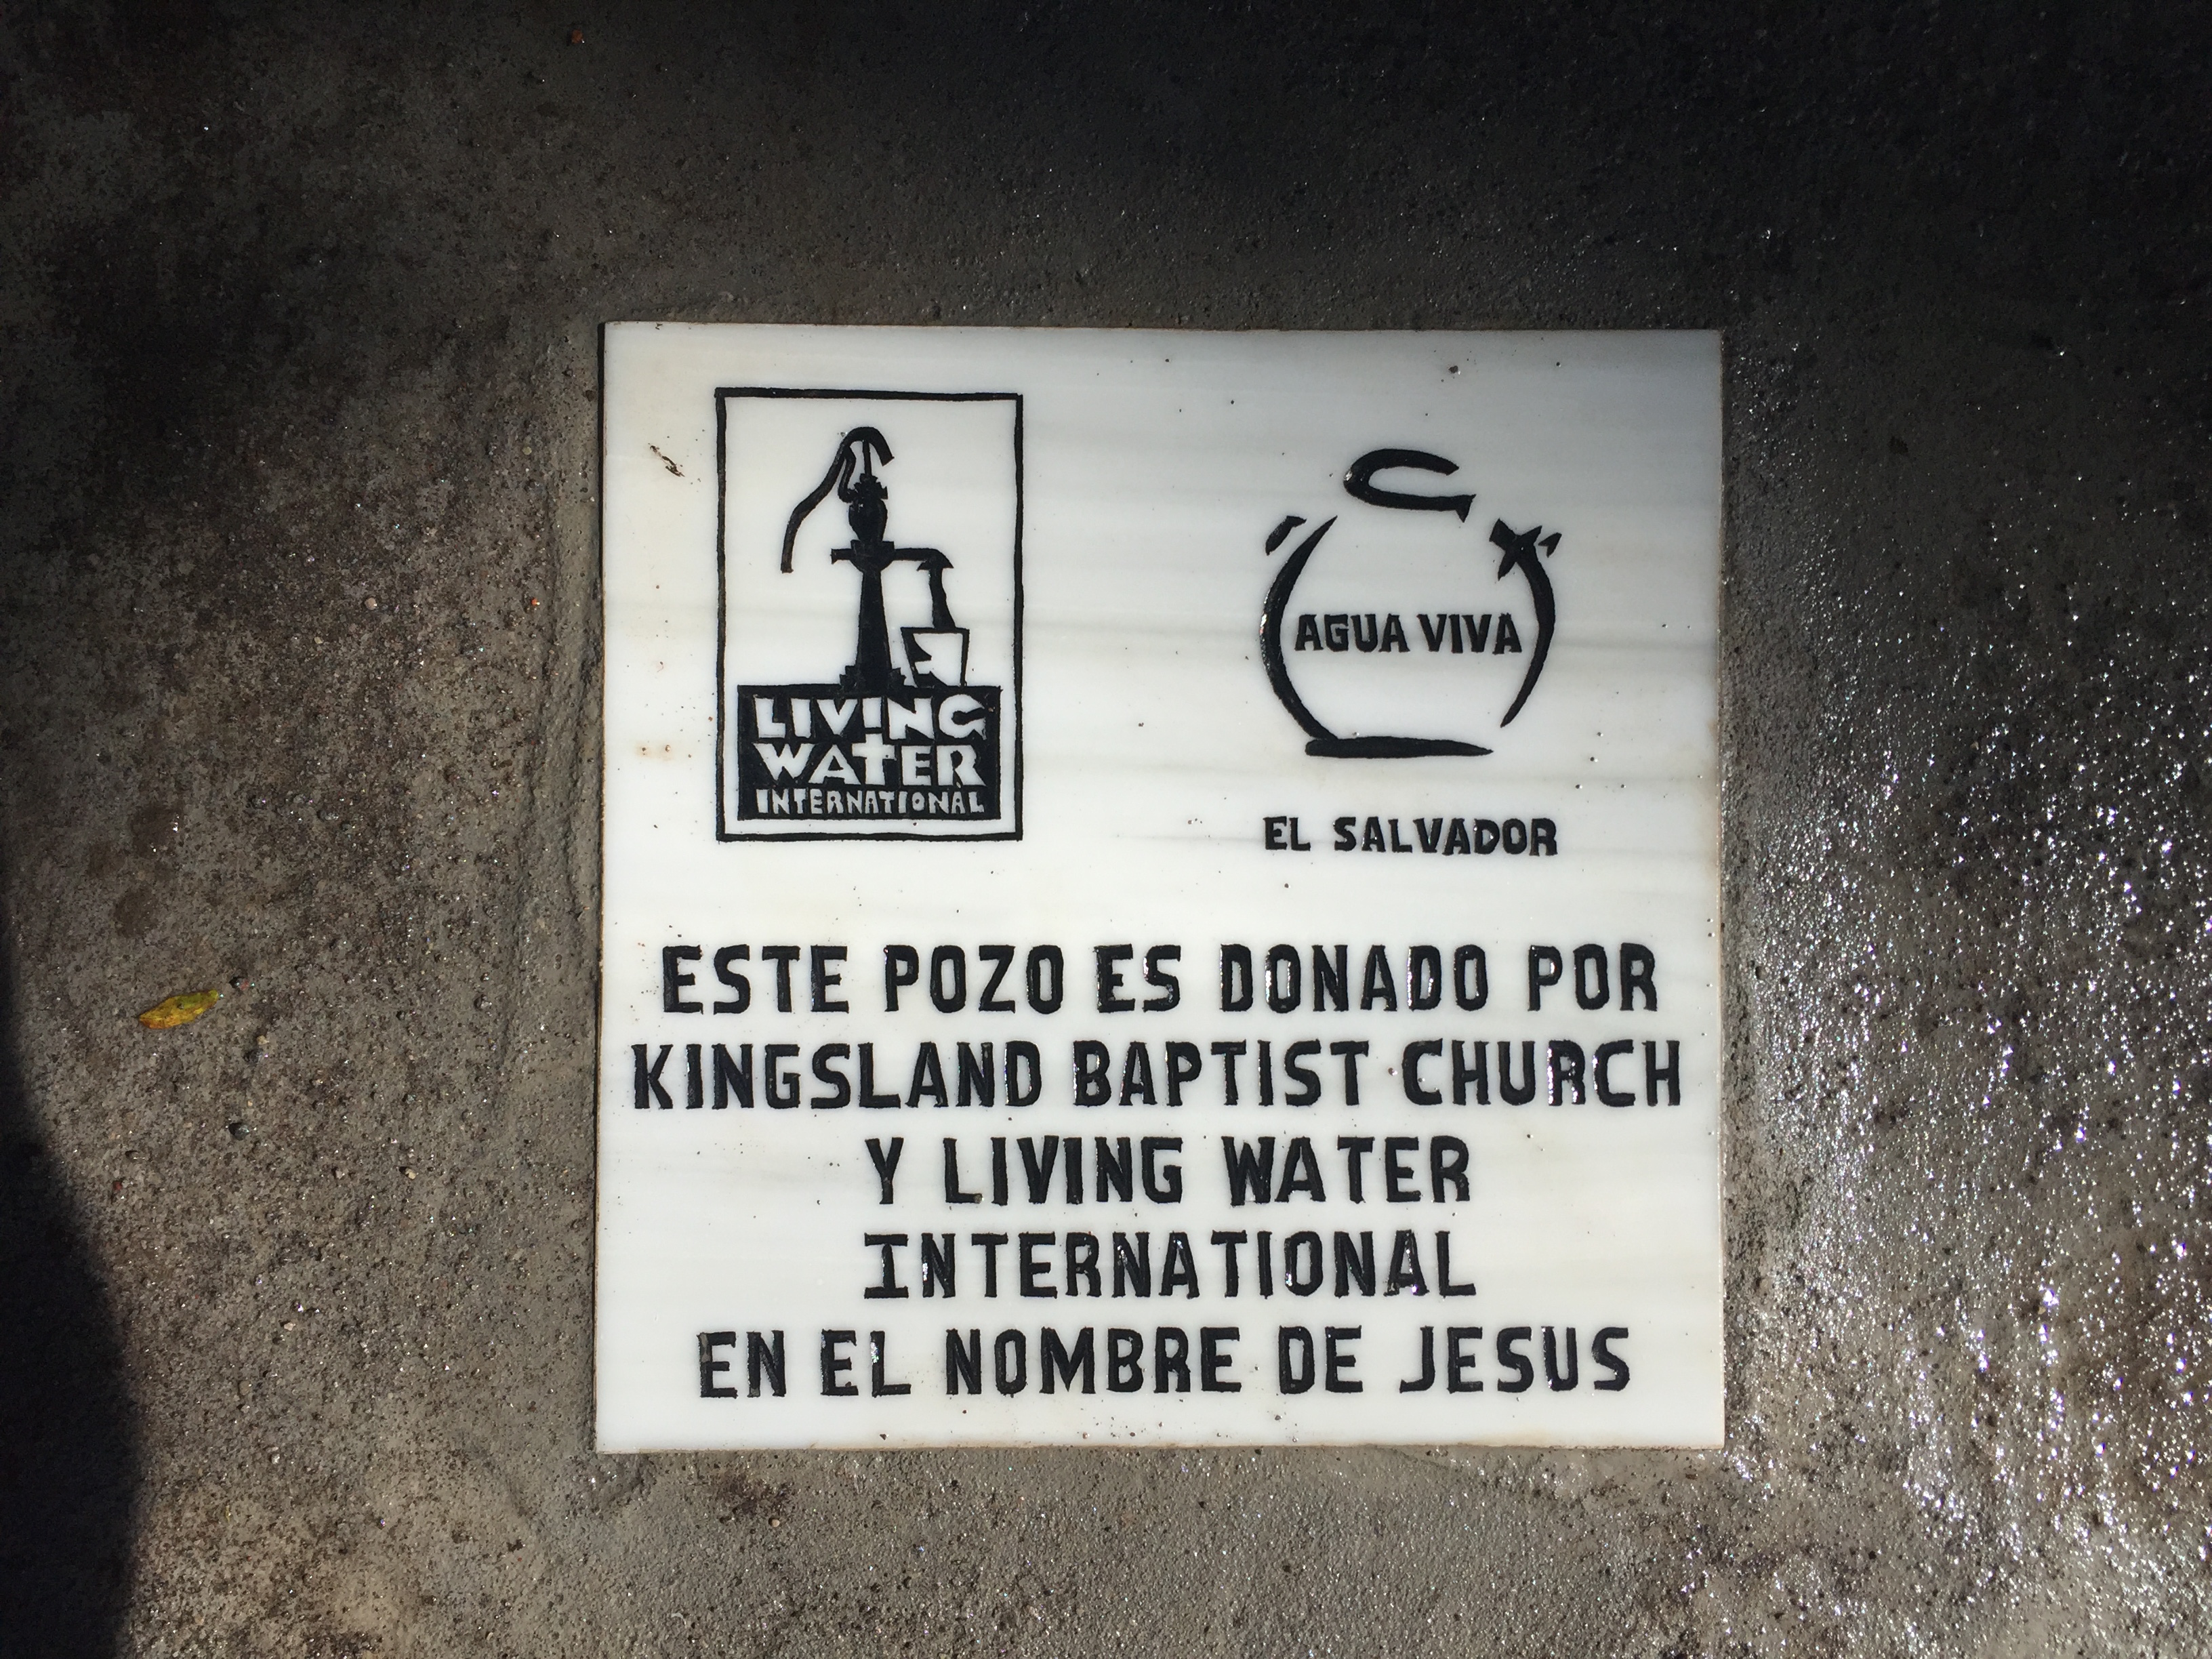 LIVING
WATER
INTERNATIONAL
AGUA VIVA
EL SALVADOR
ESTE POZO ES DONADO POR
KINGSLAND BAPTIST CHURCH
Y LIVING WATER
INTERNATIONAL
EN EL NOMBRE DE JESUS